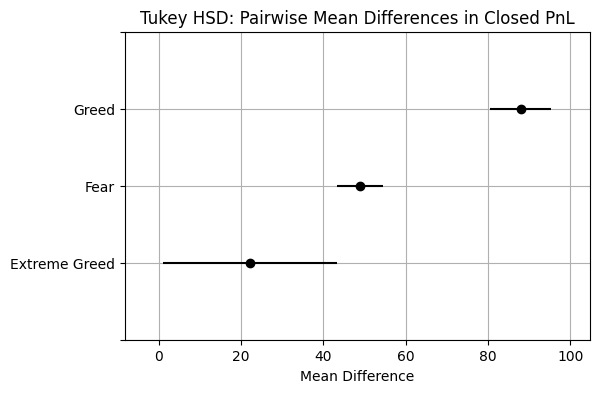 Tukey HSD: Pairwise Mean Differences in Closed PnL
Greed
Fear
Extreme Greed
0 20 40 60 80 100
Mean Difference